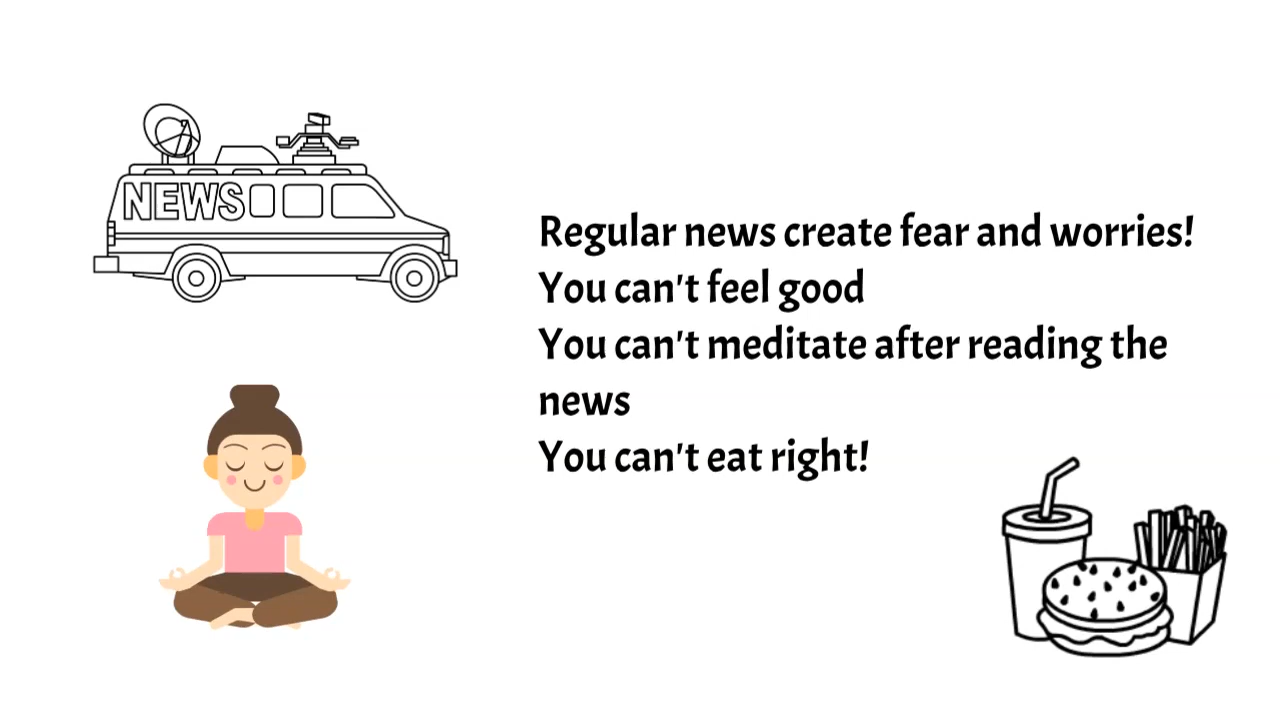 NEWS
Regular news create fear and worries!
You can't feel good
You can't meditate after reading the
news
You can't eat right!